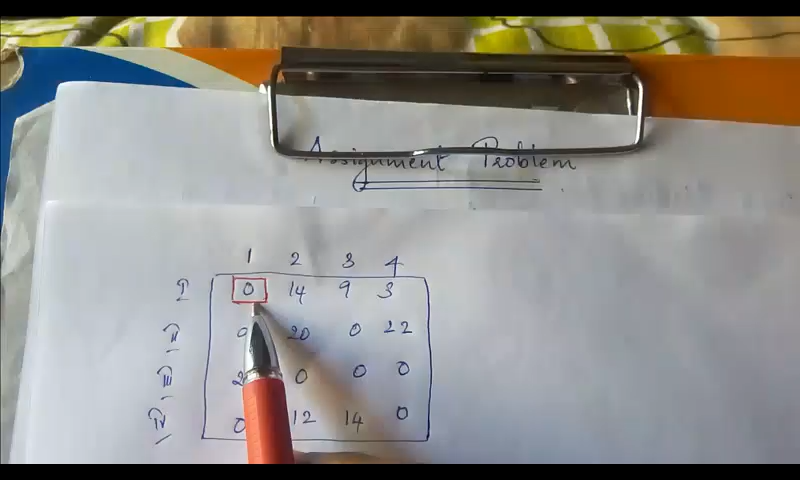 Assignment Problem
1 2 3 4
I 0 14 9 3
II 20 0 22
III 0 0 0
IV 0 12 14 0